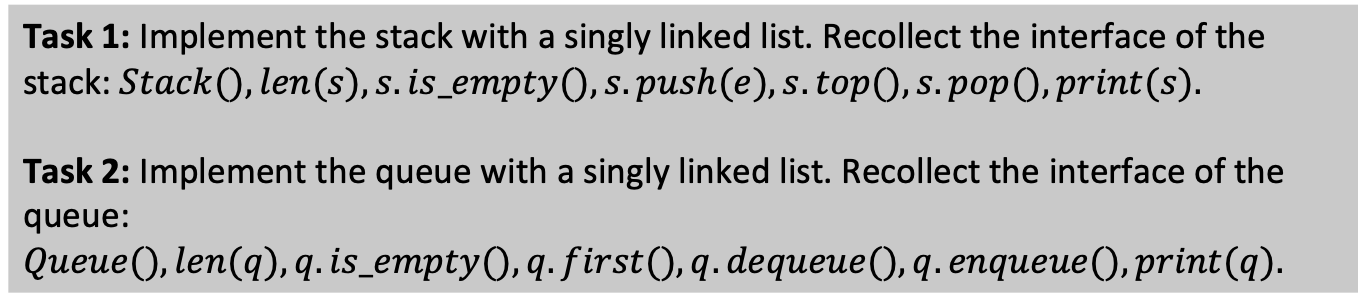 Task 1: Implement the stack with a singly linked list. Recollect the interface of the
stack: Stack(), len(s), s.is_empty(), s.push(e), s.top(), s.pop(), print(s).
Task 2: Implement the queue with a singly linked list. Recollect the interface of the
queue:
Queue(), len(q), q.is_empty(), q.first(), q.dequeue(), q.enqueue(), print(q).